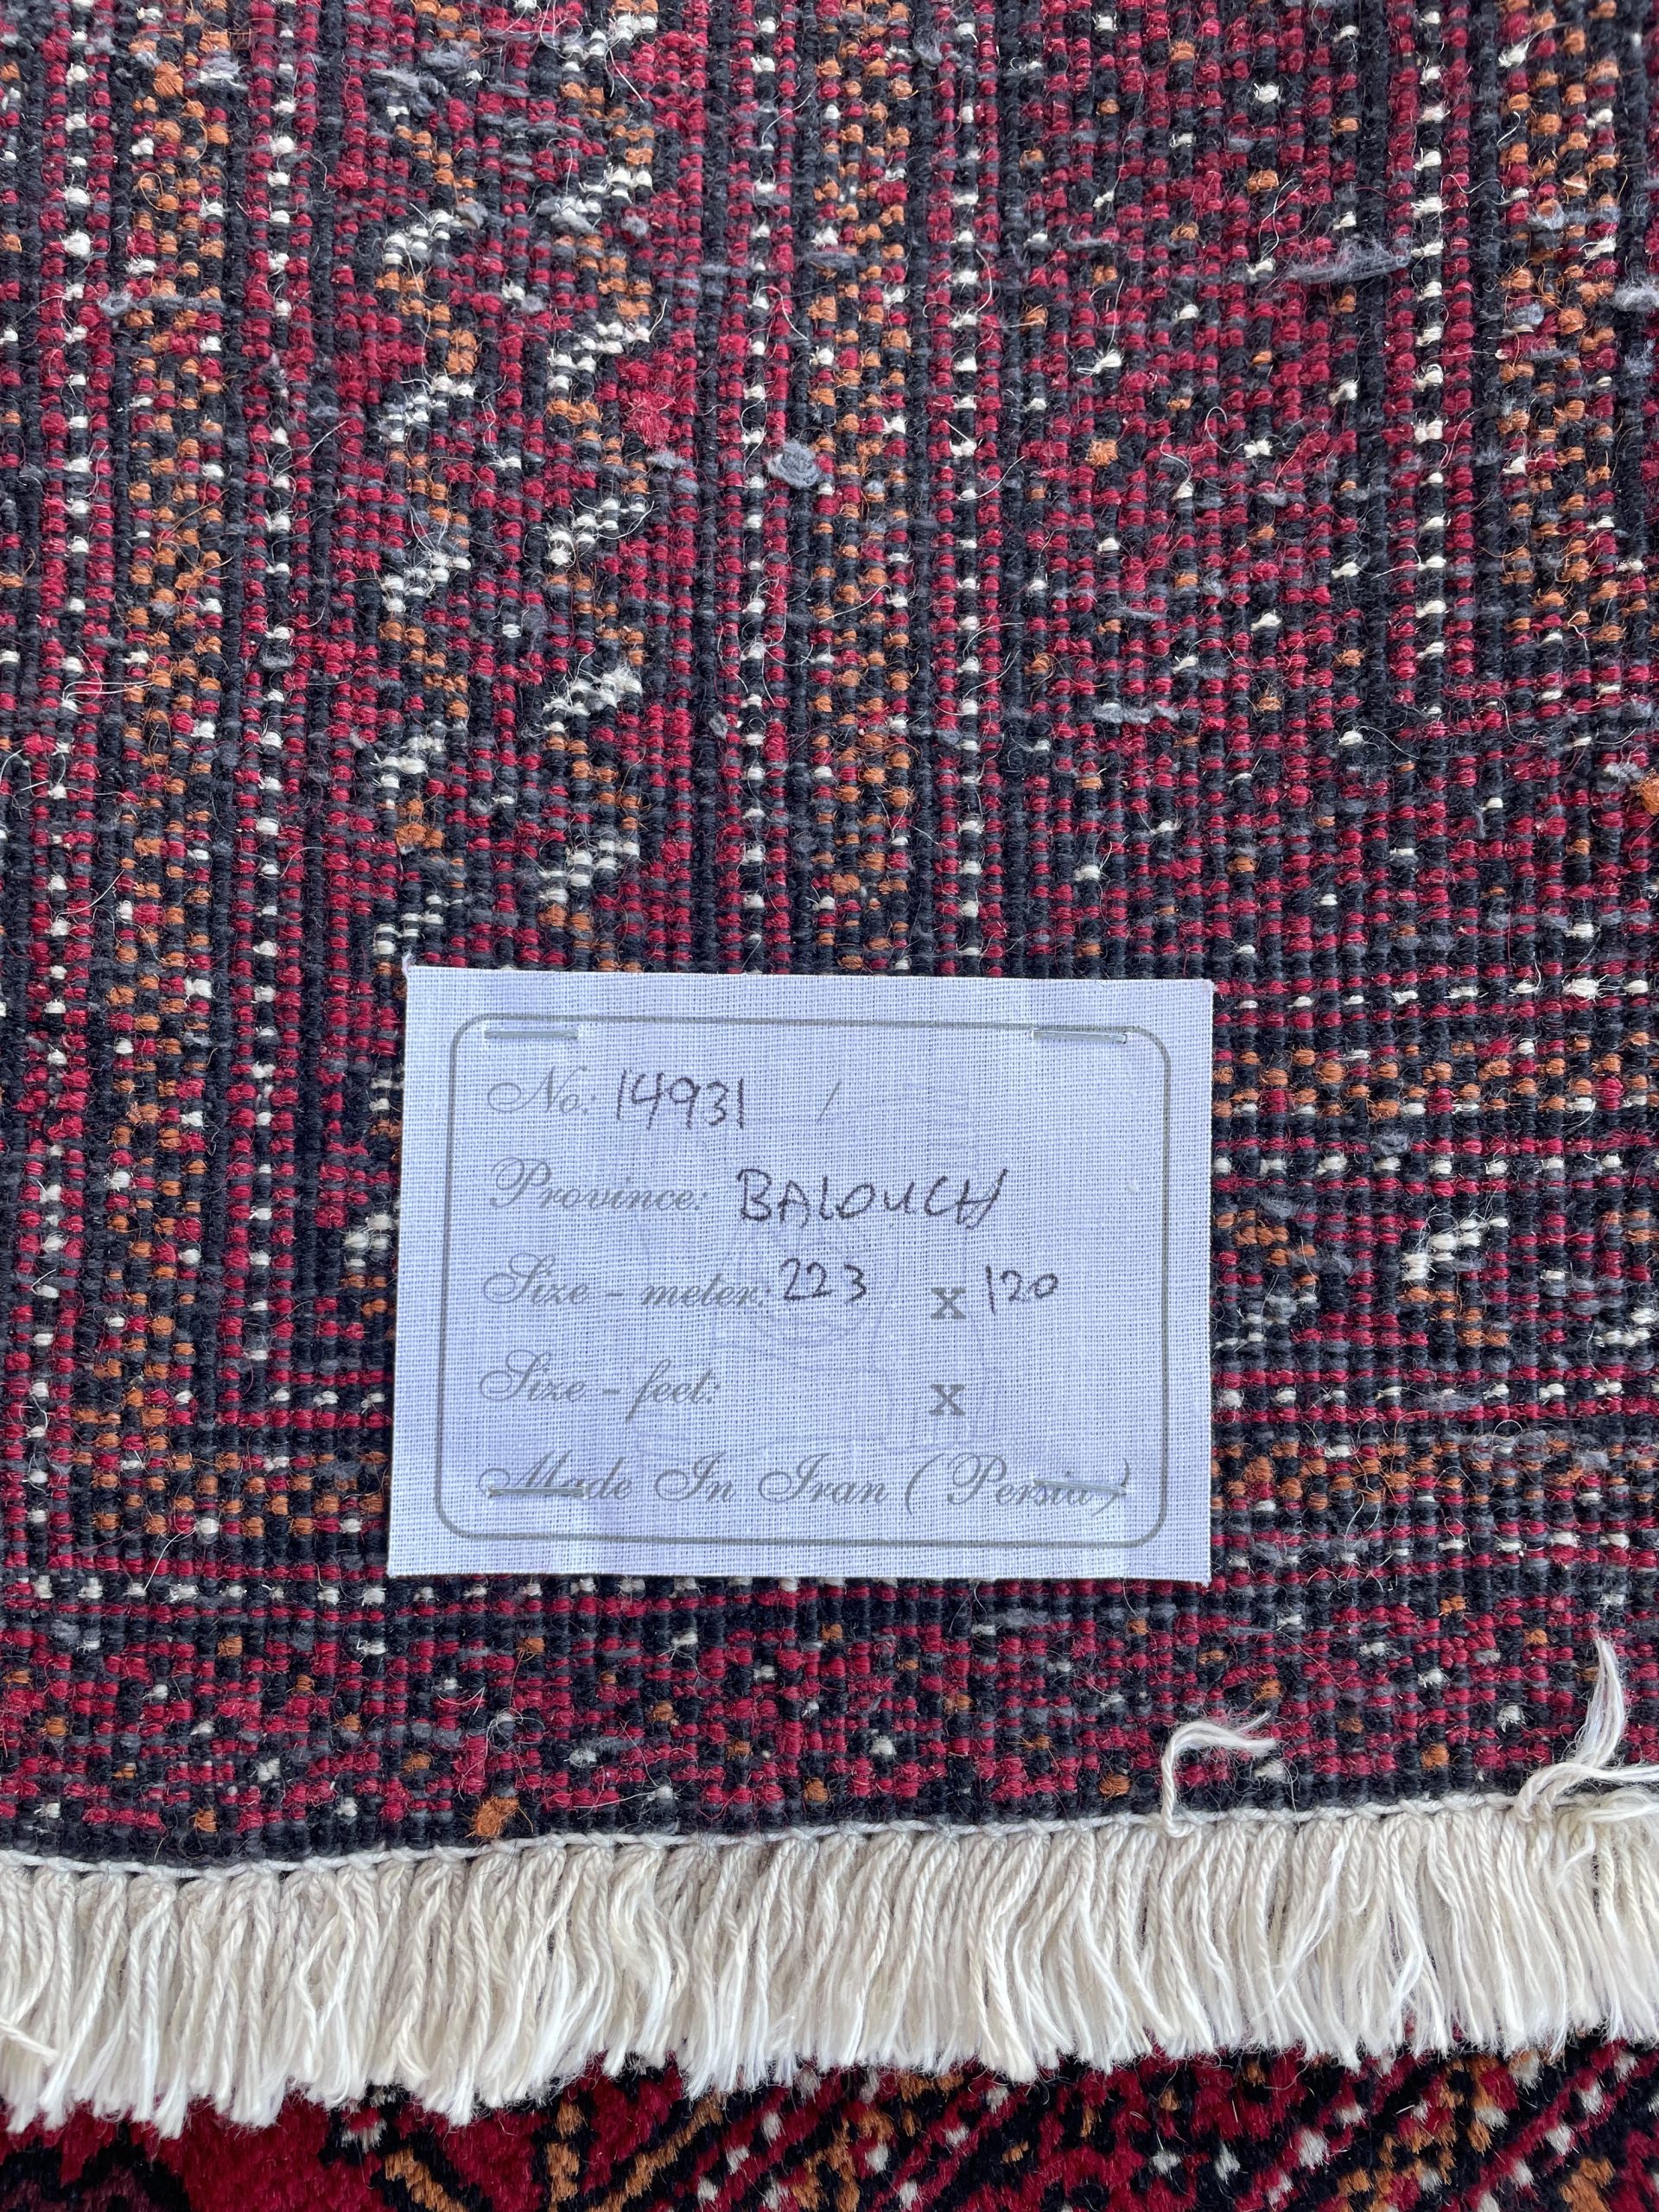 No: 14931 /
Province: BALOUCH
Size - meter: 223 x 120
Size - feet: x
Made In Iran ( Persia )